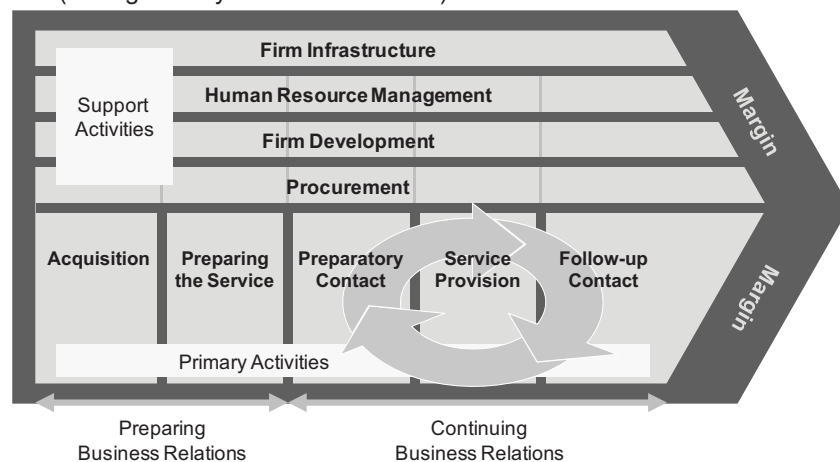 Firm Infrastructure
Support
Activities
Human Resource Management
Firm Development
Procurement
Margin
Acquisition
Preparing
the Service
Preparatory
Contact
Service
Provision
Follow-up
Contact
Margin
Primary Activities
Preparing
Business Relations
Continuing
Business Relations